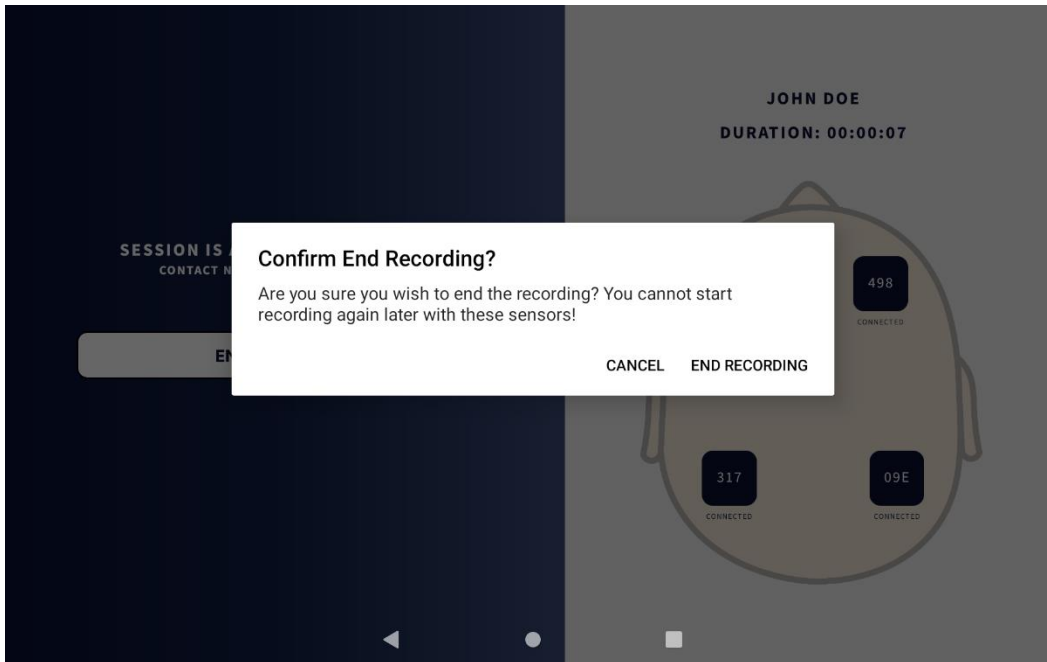 JOHN DOE
DURATION: 00:00:07
SESSION IS
CONTACT
Confirm End Recording?
Are you sure you wish to end the recording? You cannot start
recording again later with these sensors!
CANCEL END RECORDING
498
CONNECTED
317
CONNECTED
09E
CONNECTED